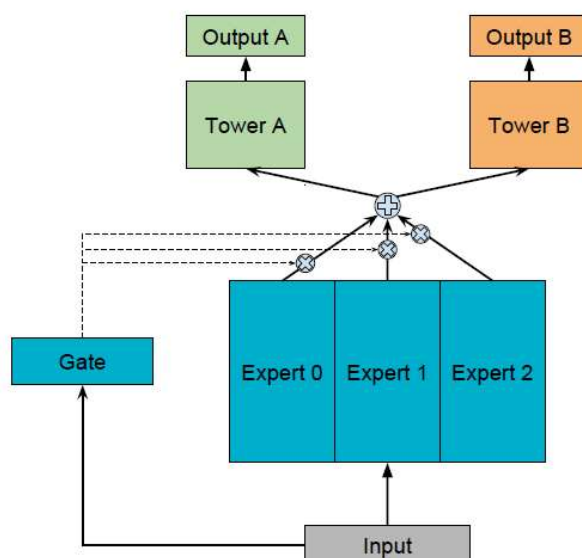 Output A
Output B
Tower A
Tower B
Gate
Expert 0
Expert 1
Expert 2
Input